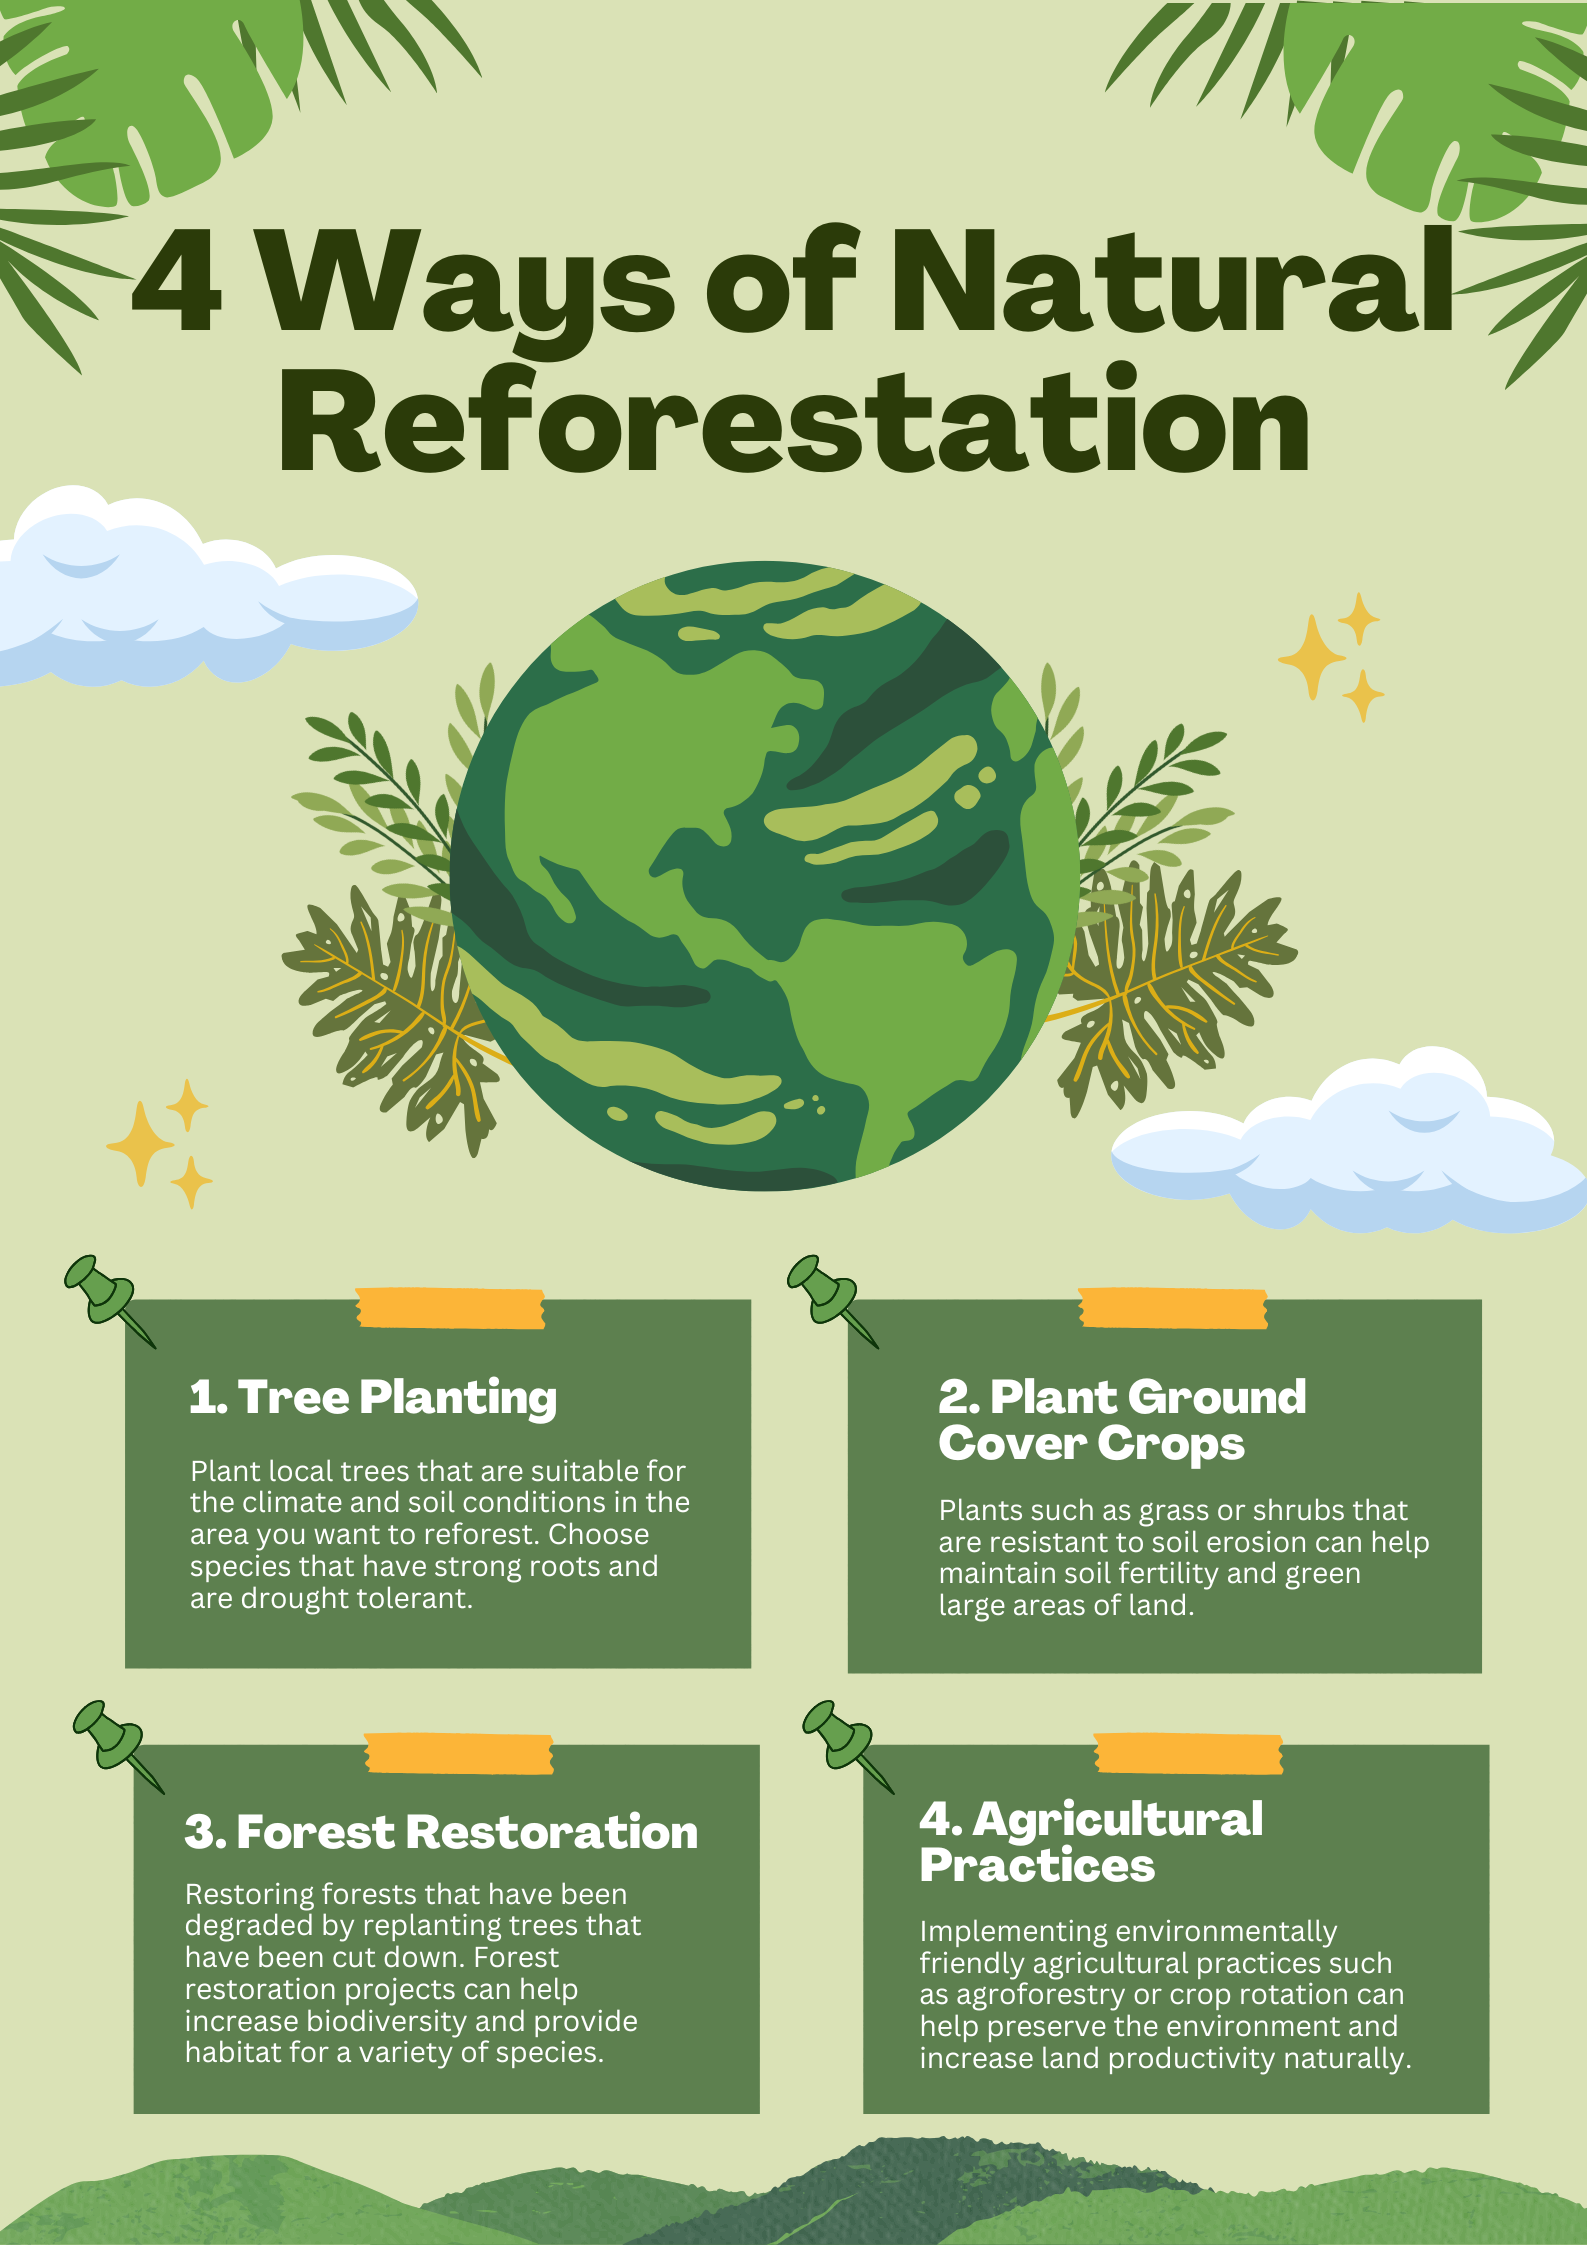 4 Ways of Natural
Reforestation
1. Tree Planting
Plant local trees that are suitable for
the climate and soil conditions in the
area you want to reforest. Choose
species that have strong roots and
are drought tolerant.
2. Plant Ground
Cover Crops
Plants such as grass or shrubs that
are resistant to soil erosion can help
maintain soil fertility and green
large areas of land.
3. Forest Restoration
Restoring forests that have been
degraded by replanting trees that
have been cut down. Forest
restoration projects can help
increase biodiversity and provide
habitat for a variety of species.
4. Agricultural
Practices
Implementing environmentally
friendly agricultural practices such
as agroforestry or crop rotation can
help preserve the environment and
increase land productivity naturally.